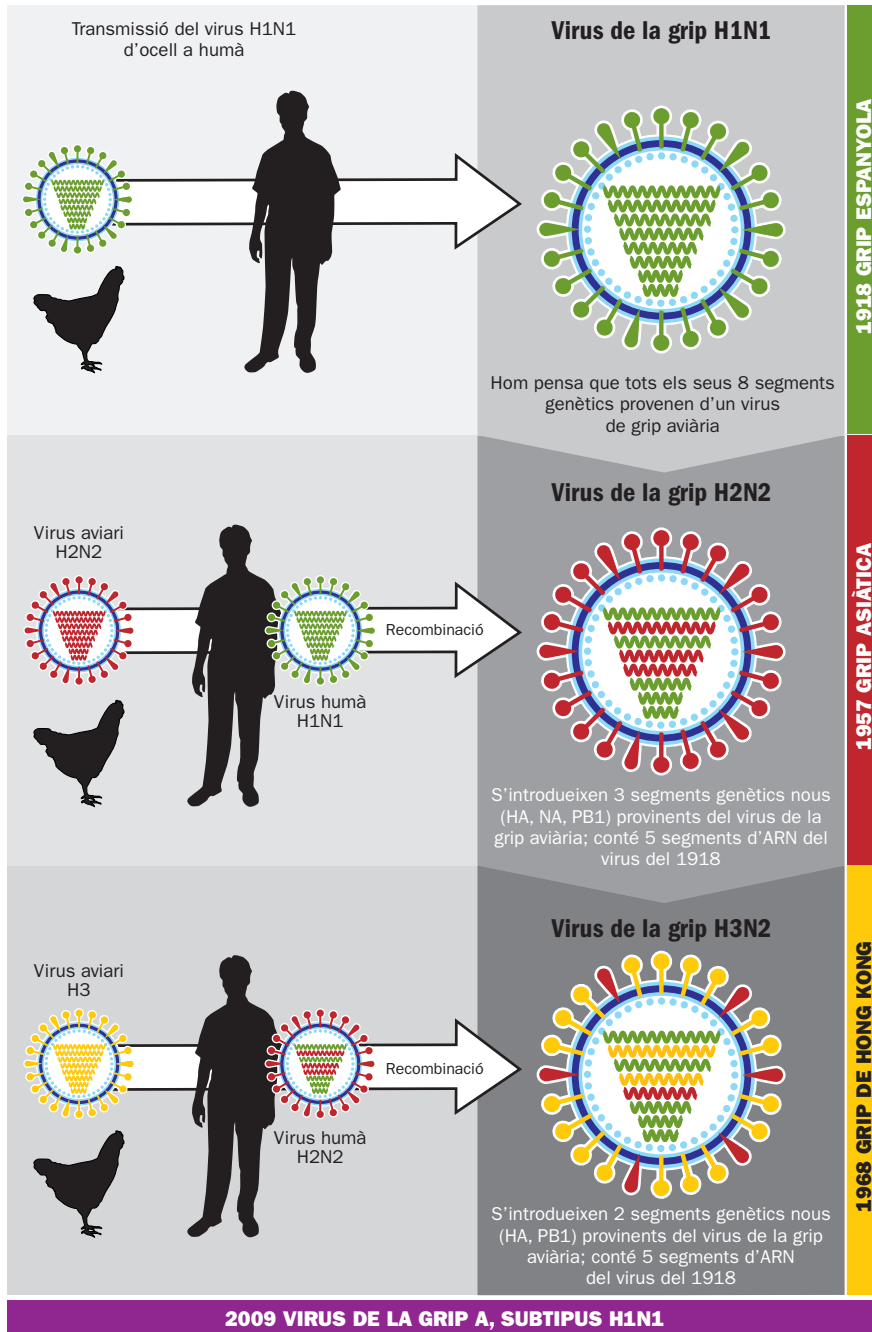 Transmissió del virus H1N1
d'ocell a humà
Virus de la grip H1N1
Hom pensa que tots els seus 8 segments
genètics provenen d'un virus
de grip aviària
1918 GRIP ESPANYOLA
Virus aviari
H2N2
Virus humà
H1N1
Recombinació
Virus de la grip H2N2
S'introdueixen 3 segments genètics nous
(HA, NA, PB1) provinents del virus de la
grip aviària; conté 5 segments d'ARN del
virus del 1918
1957 GRIP ASIÀTICA
Virus aviari
H3
Virus humà
H2N2
Recombinació
Virus de la grip H3N2
S'introdueixen 2 segments genètics nous
(HA, PB1) provinents del virus de la grip
aviària; conté 5 segments d'ARN
del virus del 1918
1968 GRIP DE HONG KONG
2009 VIRUS DE LA GRIP A, SUBTIPUS H1N1